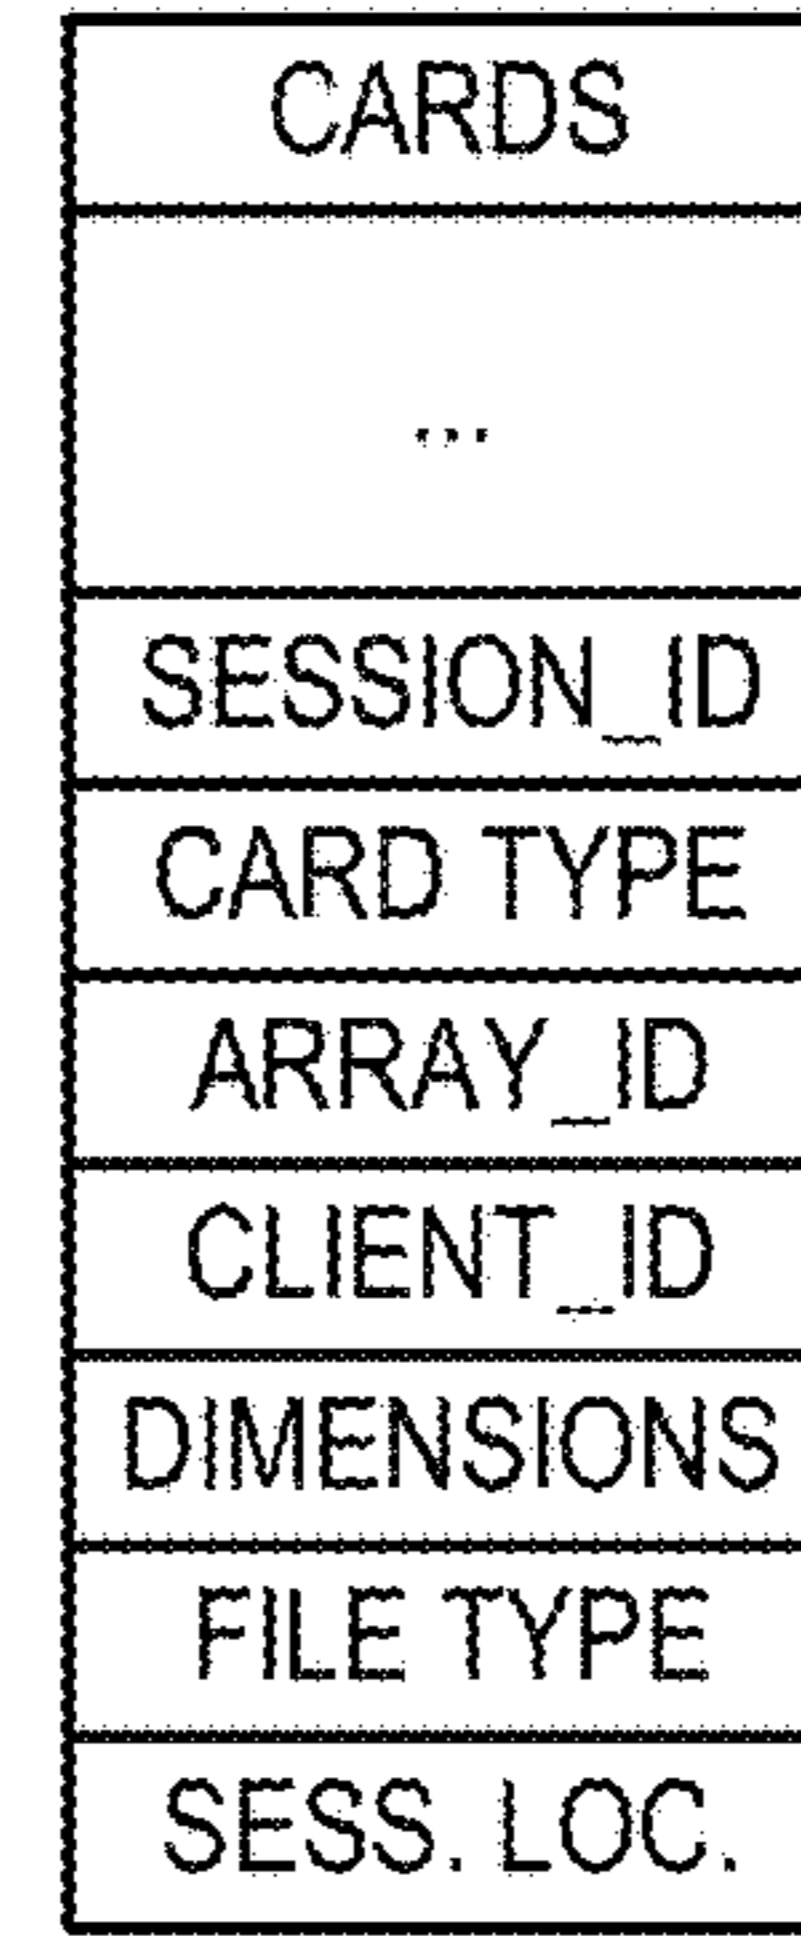 CARDS
...
SESSION_ID
CARD TYPE
ARRAY_ID
CLIENT_ID
DIMENSIONS
FILE TYPE
SESS. LOC.